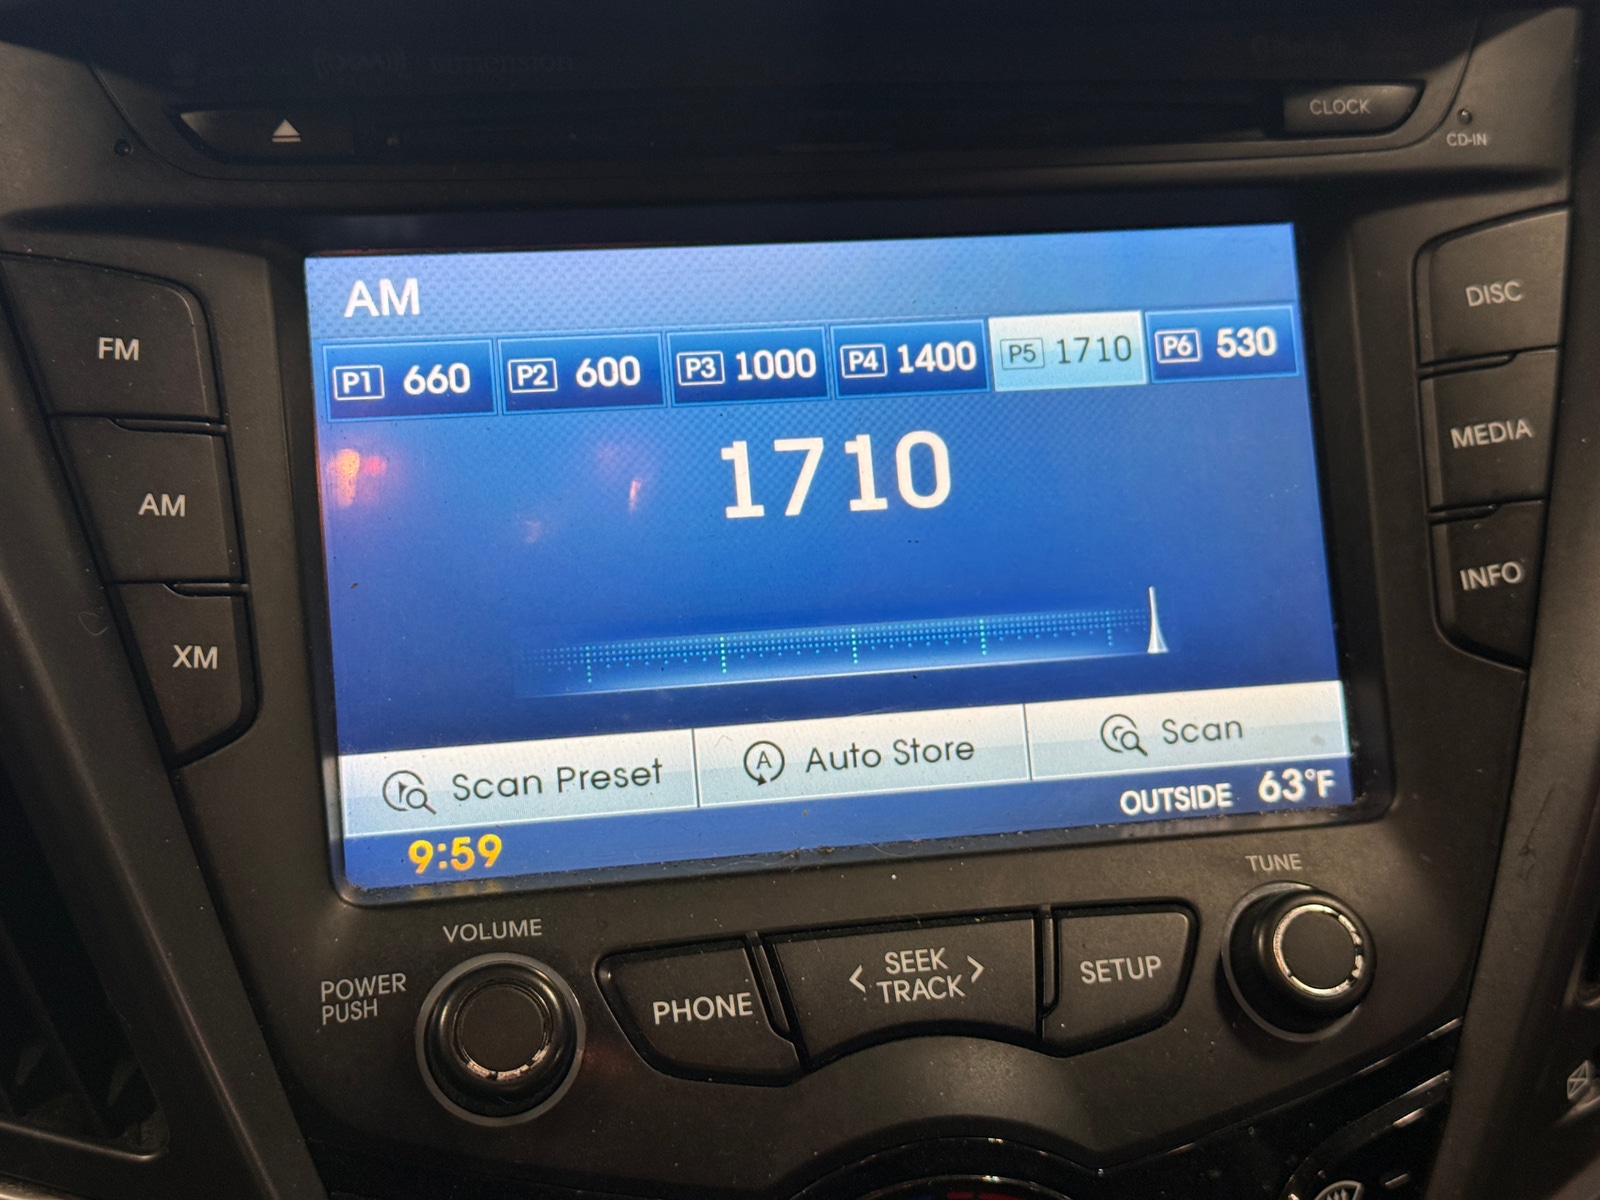 dimension
CLOCK
CD-IN
AM
P1 660 P2 600 P3 1000 P4 1400 P5 1710 P6 530
1710
Scan Preset A Auto Store Scan
9:59 OUTSIDE 63°F
FM
AM
XM
DISC
MEDIA
INFO
VOLUME
POWER
PUSH
PHONE
SEEK
TRACK
SETUP
TUNE